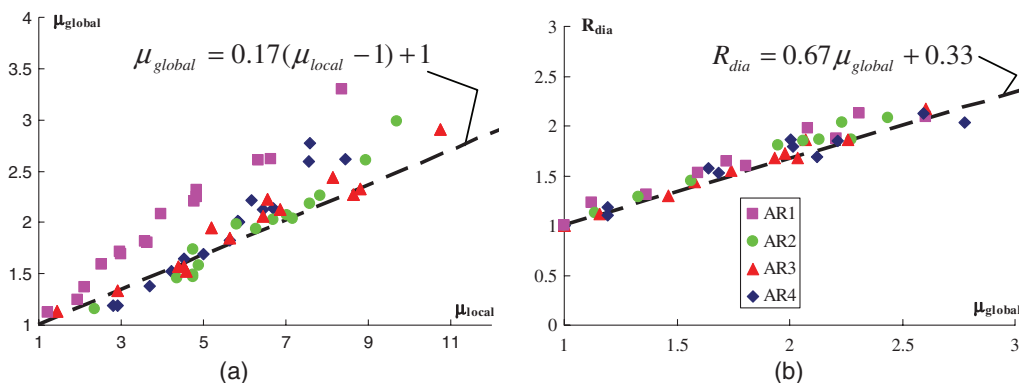 4
μglobal
μglobal = 0.17(μlocal − 1) + 1
3.5
3
2.5
2
1.5
1
μlocal
1 3 5 7 9 11
(a)
3
Rdia
Rdia = 0.67μglobal + 0.33
2.5
2
1.5
1
0.5
0
AR1
AR2
AR3
AR4
μglobal
1 1.5 2 2.5 3
(b)